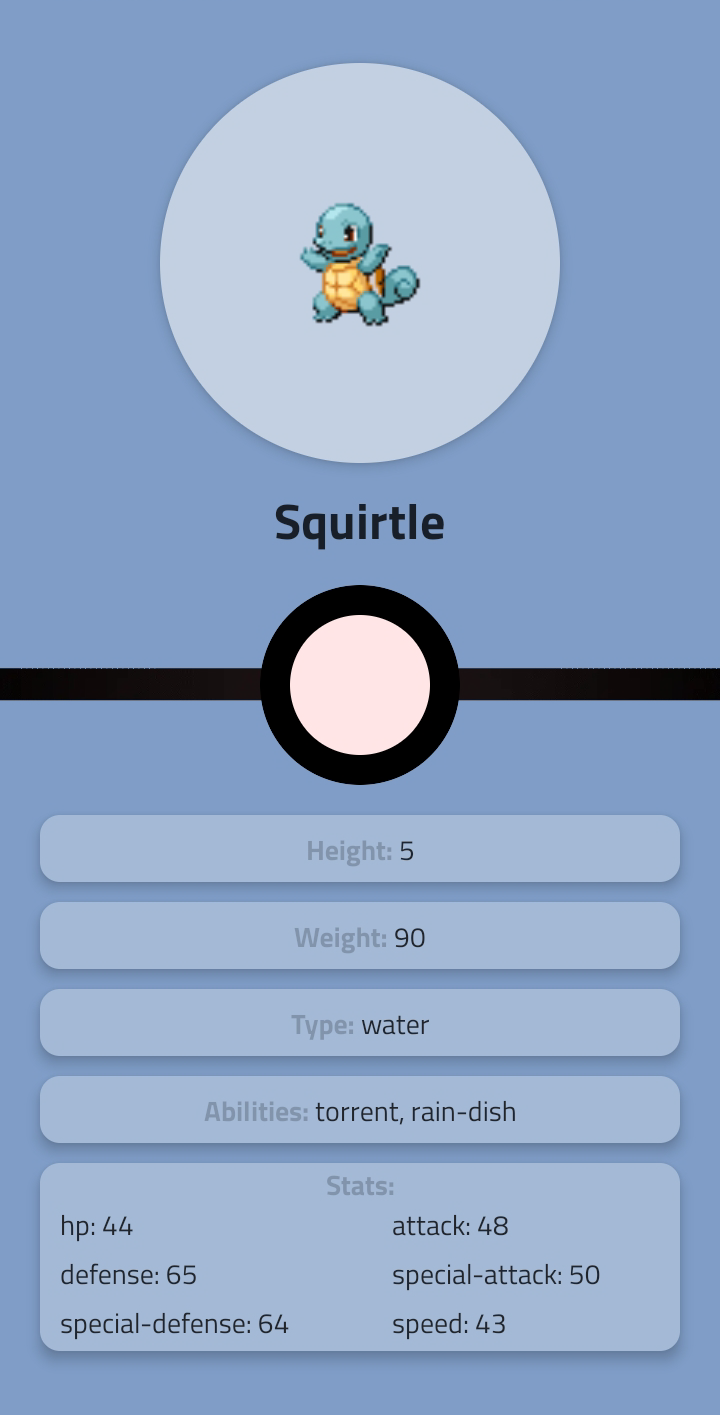 Squirtle
Height: 5
Weight: 90
Type: water
Abilities: torrent, rain-dish
Stats:
hp: 44 attack: 48
defense: 65 special-attack: 50
special-defense: 64 speed: 43